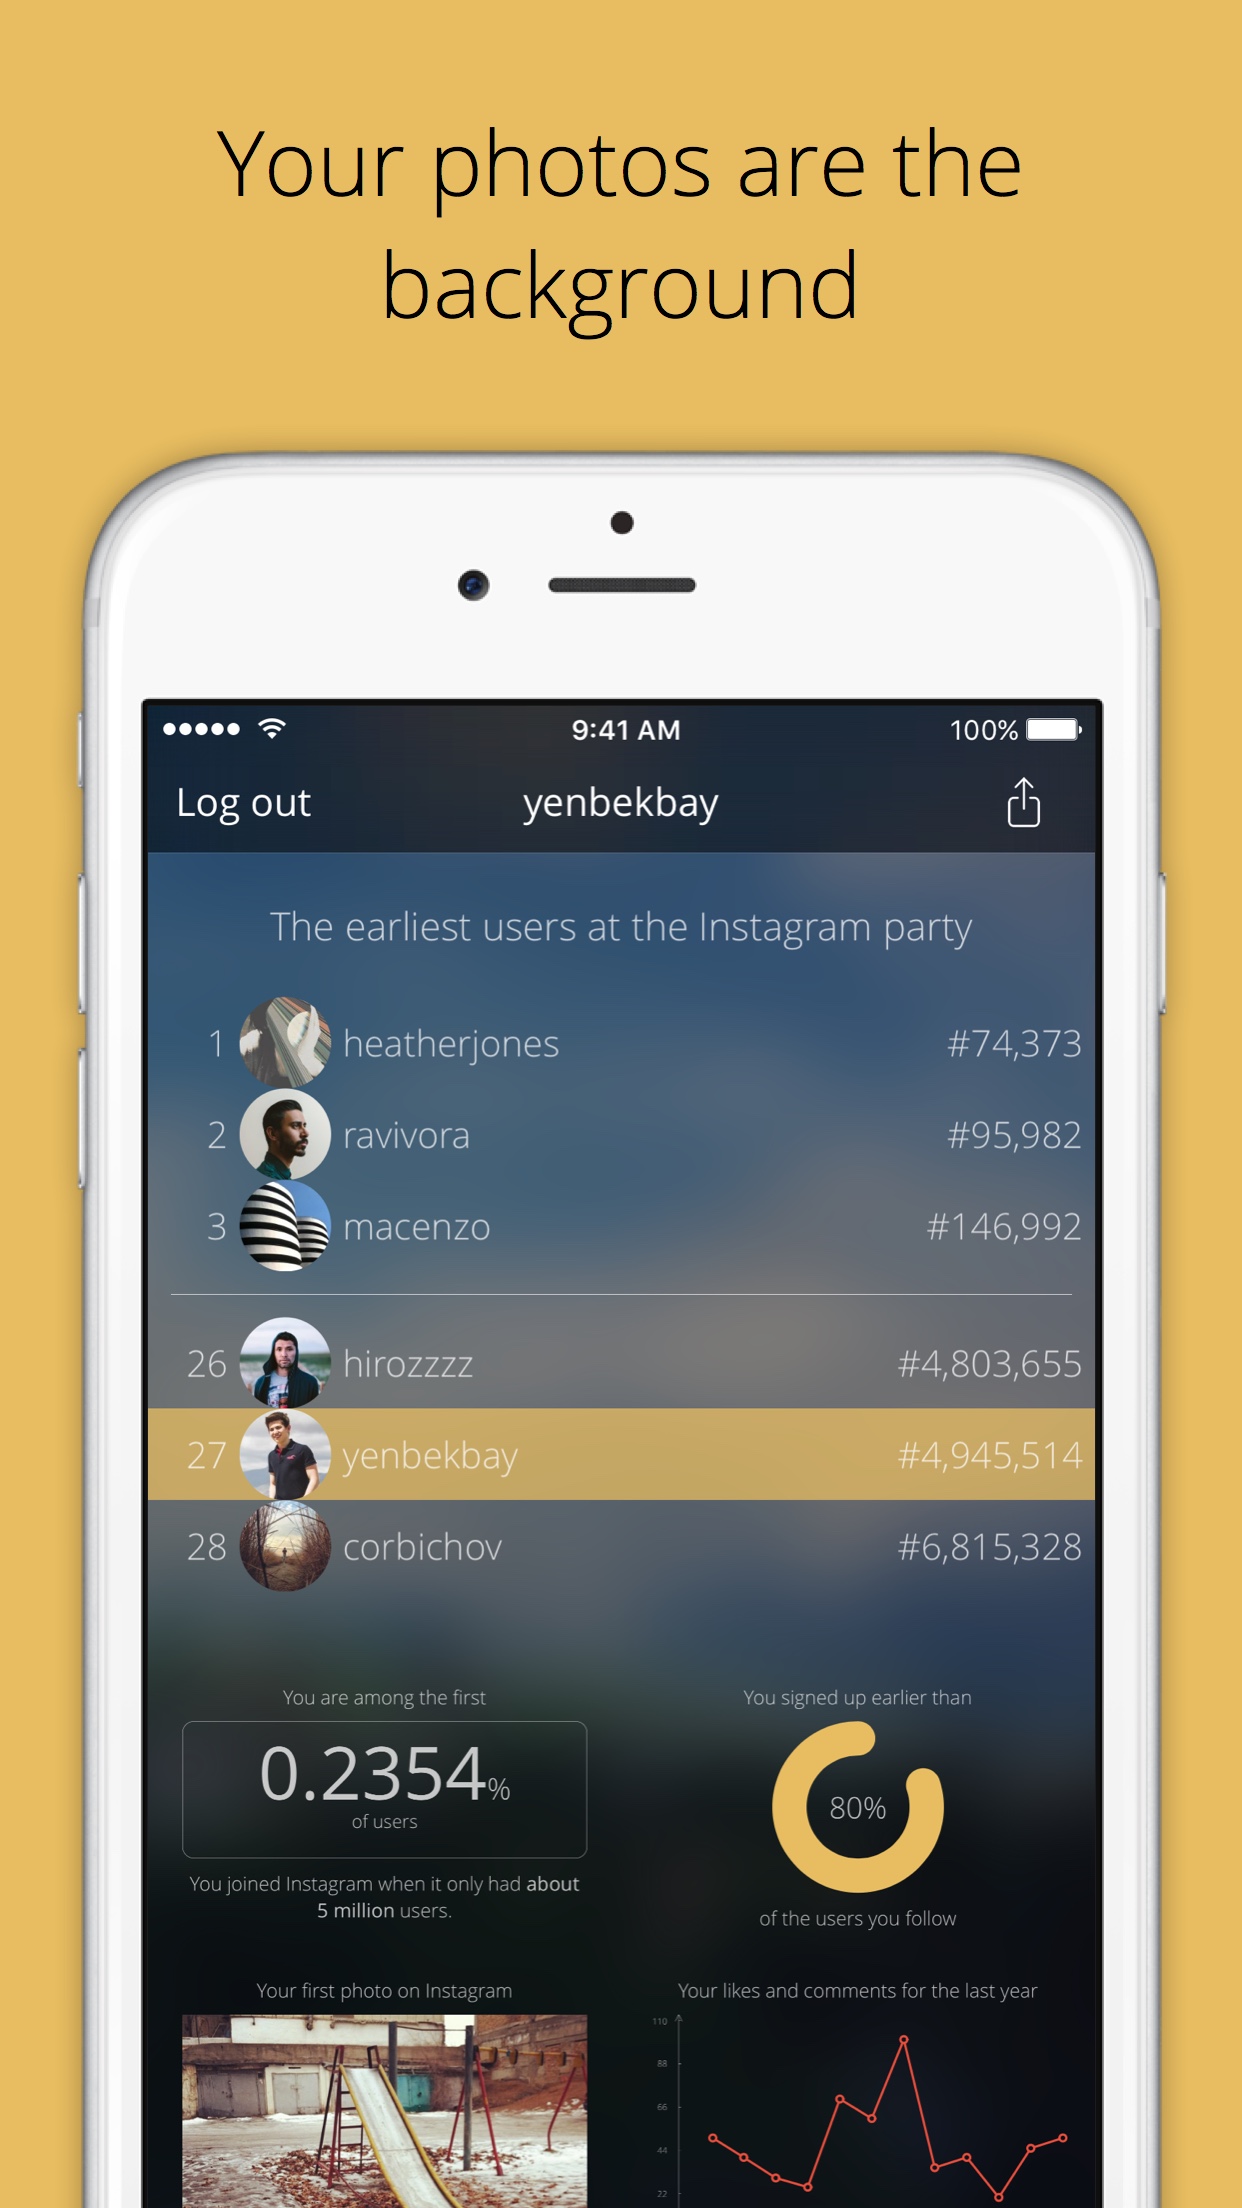 Your photos are the
background
9:41 AM
100%
Log out
yenbekbay
The earliest users at the Instagram party
1 heatherjones #74,373
2 ravivora #95,982
3 macenzo #146,992
26 hirozzzz #4,803,655
27 yenbekbay #4,945,514
28 corbichov #6,815,328
You are among the first
0.2354%
of users
You joined Instagram when it only had about
5 million users.
You signed up earlier than
80%
of the users you follow
Your first photo on Instagram
Your likes and comments for the last year
110
88
66
44
22